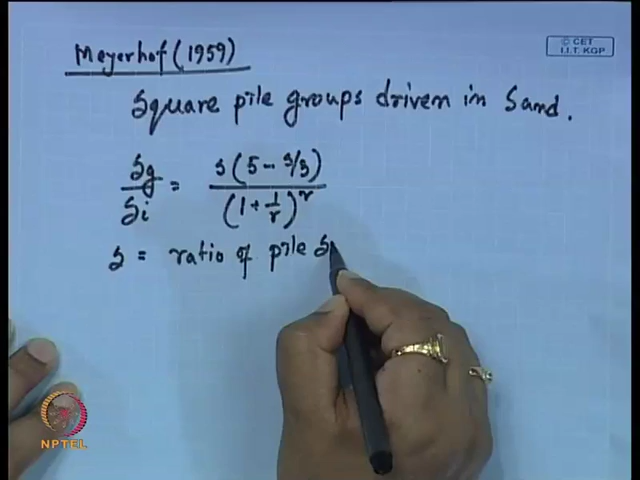 Meyerhof (1959)
© CET
I.I.T. KGP
Square pile groups driven in Sand.
Sg/Si = s(5 - s/3) / (1 + 1/r)^r
s = ratio of pile s
NPTEL